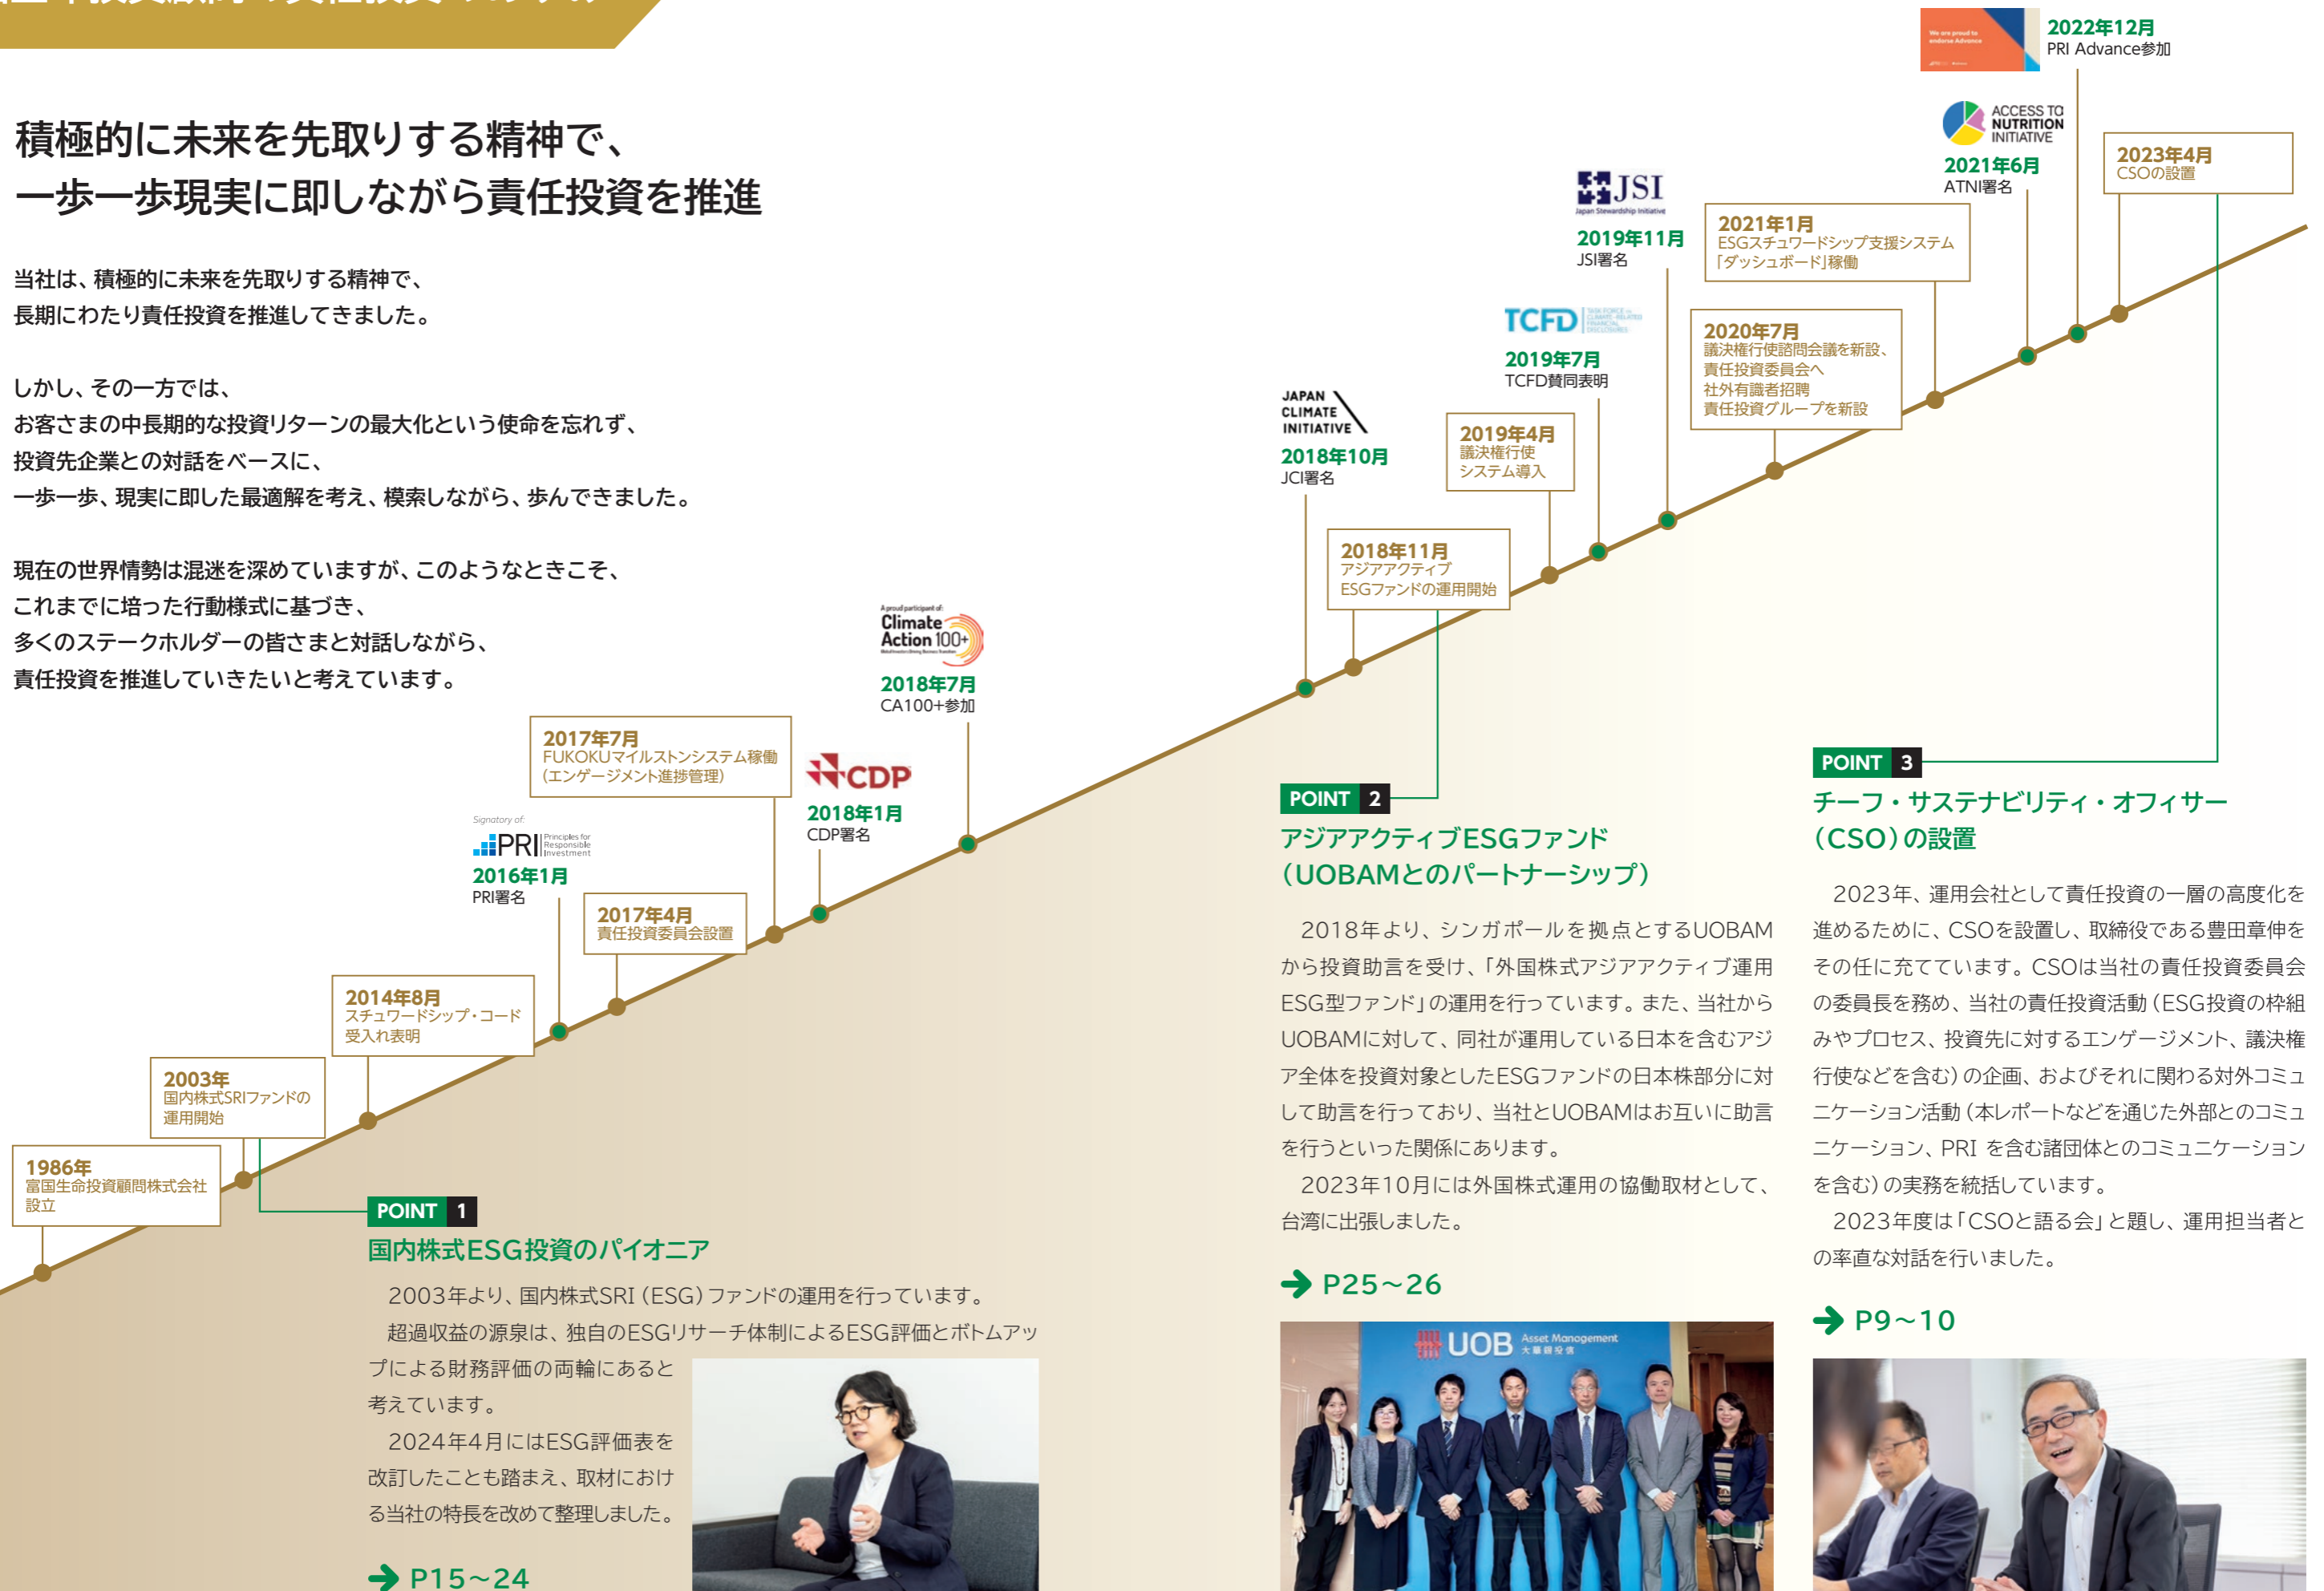 積極的に未来を先取りする精神で、
一歩一歩現実に即しながら責任投資を推進
当社は、積極的に未来を先取りする精神で、
長期にわたり責任投資を推進してきました。
しかし、その一方では、
お客さまの中長期的な投資リターンの最大化という使命を忘れず、
投資先企業との対話をベースに、
一歩一歩、現実に即した最適解を考え、模索しながら、歩んできました。
現在の世界情勢は混迷を深めていますが、このようなときこそ、
これまでに培った行動様式に基づき、
多くのステークホルダーの皆さまと対話しながら、
責任投資を推進していきたいと考えています。
1986年
富国生命投資顧問株式会社
設立
2003年
国内株式SRIファンドの
運用開始
2014年8月
スチュワードシップ・コード
受入れ表明
Signatory of:
PRI Principles for
Responsible
Investment
2016年1月
PRI署名
2017年4月
責任投資委員会設置
2017年7月
FUKOKUマイルストンシステム稼働
（エンゲージメント進捗管理）
CDP
2018年1月
CDP署名
A proud participant of:
Climate
Action 100+
Global Investors Driving Business Transition
2018年7月
CA100+参加
JAPAN
CLIMATE
INITIATIVE
2018年10月
JCI署名
2018年11月
アジアアクティブ
ESGファンドの運用開始
2019年4月
議決権行使
システム導入
TCFD TASK FORCE on
CLIMATE-RELATED
FINANCIAL
DISCLOSURES
2019年7月
TCFD賛同表明
JSI
Japan Stewardship Initiative
2019年11月
JSI署名
2020年7月
議決権行使諮問会議を新設、
責任投資委員会へ
社外有識者招聘
責任投資グループを新設
2021年1月
ESGスチュワードシップ支援システム
「ダッシュボード」稼働
ACCESS TO
NUTRITION
INITIATIVE
2021年6月
ATNI署名
We are proud to
endorse Advance
2022年12月
PRI Advance参加
2023年4月
CSOの設置
POINT 1
国内株式ESG投資のパイオニア
2003年より、国内株式SRI（ESG）ファンドの運用を行っています。
超過収益の源泉は、独自のESGリサーチ体制によるESG評価とボトムアッ
プによる財務評価の両輪にあると
考えています。
2024年4月にはESG評価表を
改訂したことも踏まえ、取材におけ
る当社の特長を改めて整理しました。
P15～24
POINT 2
アジアアクティブESGファンド
（UOBAMとのパートナーシップ）
2018年より、シンガポールを拠点とするUOBAM
から投資助言を受け、「外国株式アジアアクティブ運用
ESG型ファンド」の運用を行っています。また、当社から
UOBAMに対して、同社が運用している日本を含むアジ
ア全体を投資対象としたESGファンドの日本株部分に対
して助言を行っており、当社とUOBAMはお互いに助言
を行うといった関係にあります。
2023年10月には外国株式運用の協働取材として、
台湾に出張しました。
P25～26
UOB Asset Management
大華銀投信
POINT 3
チーフ・サステナビリティ・オフィサー
（CSO）の設置
2023年、運用会社として責任投資の一層の高度化を
進めるために、CSOを設置し、取締役である豊田章伸を
その任に充てています。CSOは当社の責任投資委員会
の委員長を務め、当社の責任投資活動（ESG投資の枠組
みやプロセス、投資先に対するエンゲージメント、議決権
行使などを含む）の企画、およびそれに関わる対外コミュ
ニケーション活動（本レポートなどを通じた外部とのコミュ
ニケーション、PRI を含む諸団体とのコミュニケーション
を含む）の実務を統括しています。
2023年度は「CSOと語る会」と題し、運用担当者と
の率直な対話を行いました。
P9～10